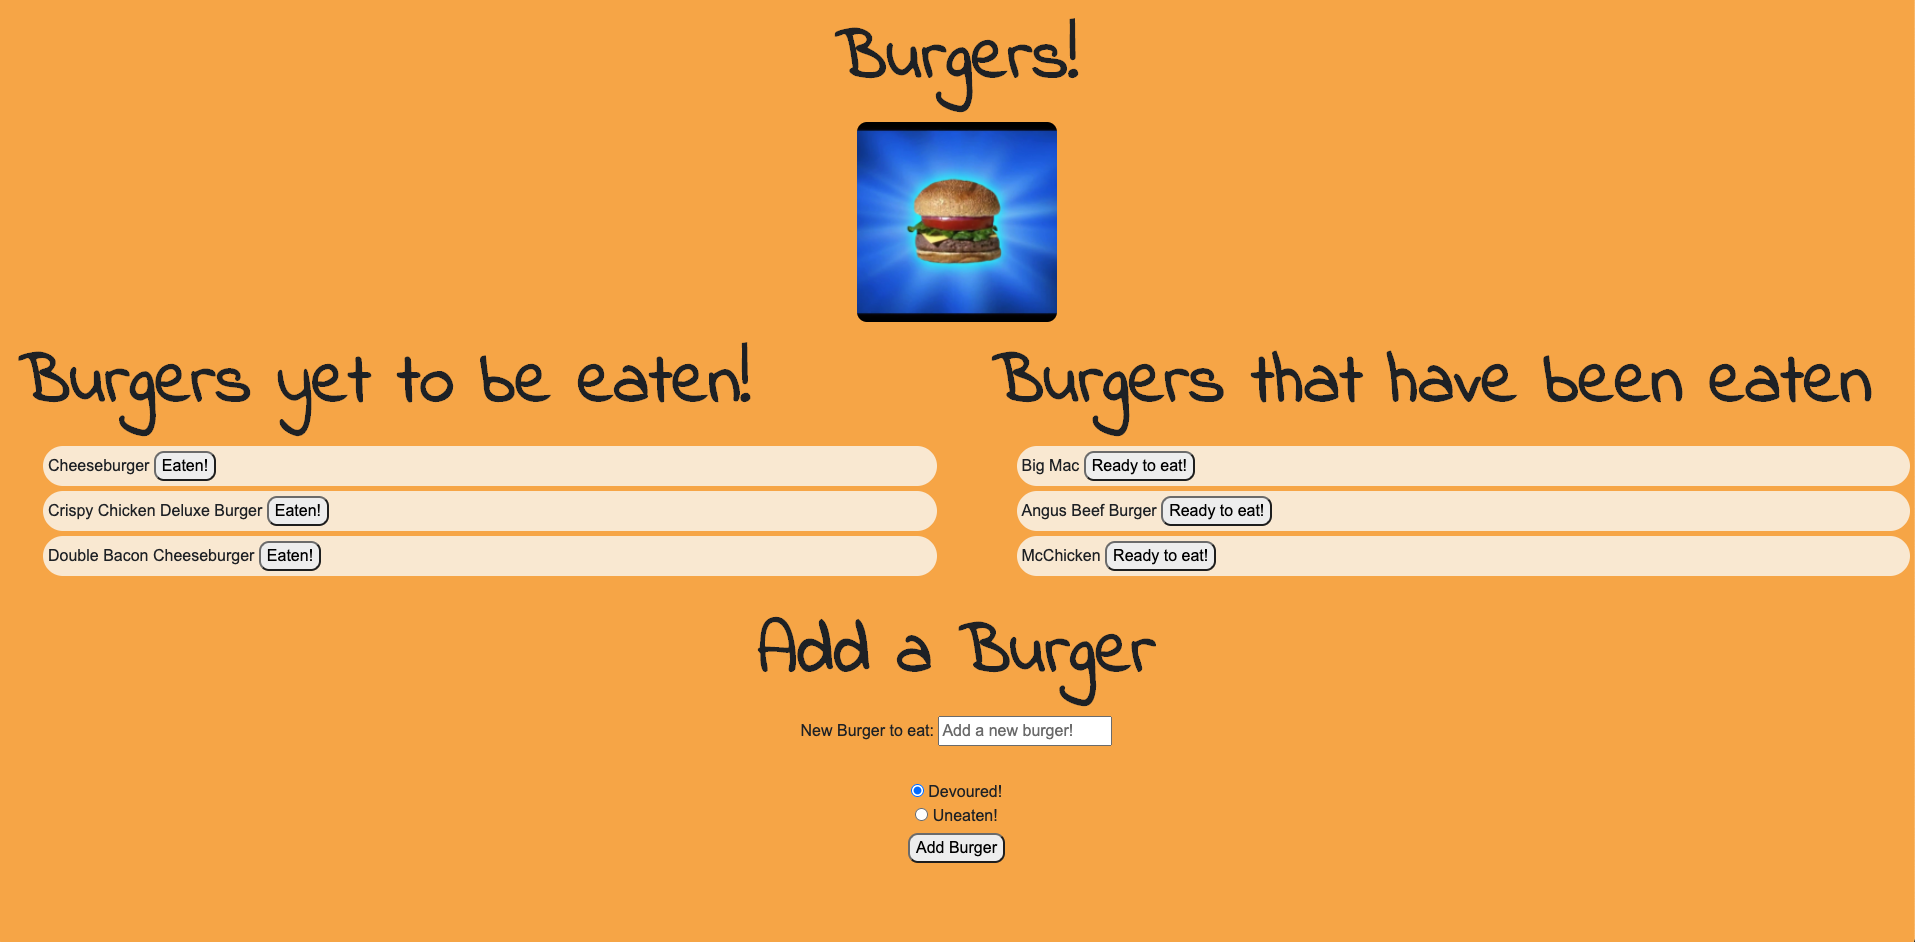 Burgers!
Burgers yet to be eaten!
Cheeseburger Eaten!
Crispy Chicken Deluxe Burger Eaten!
Double Bacon Cheeseburger Eaten!
Burgers that have been eaten
Big Mac Ready to eat!
Angus Beef Burger Ready to eat!
McChicken Ready to eat!
Add a Burger
New Burger to eat: Add a new burger!
Devoured!
Uneaten!
Add Burger